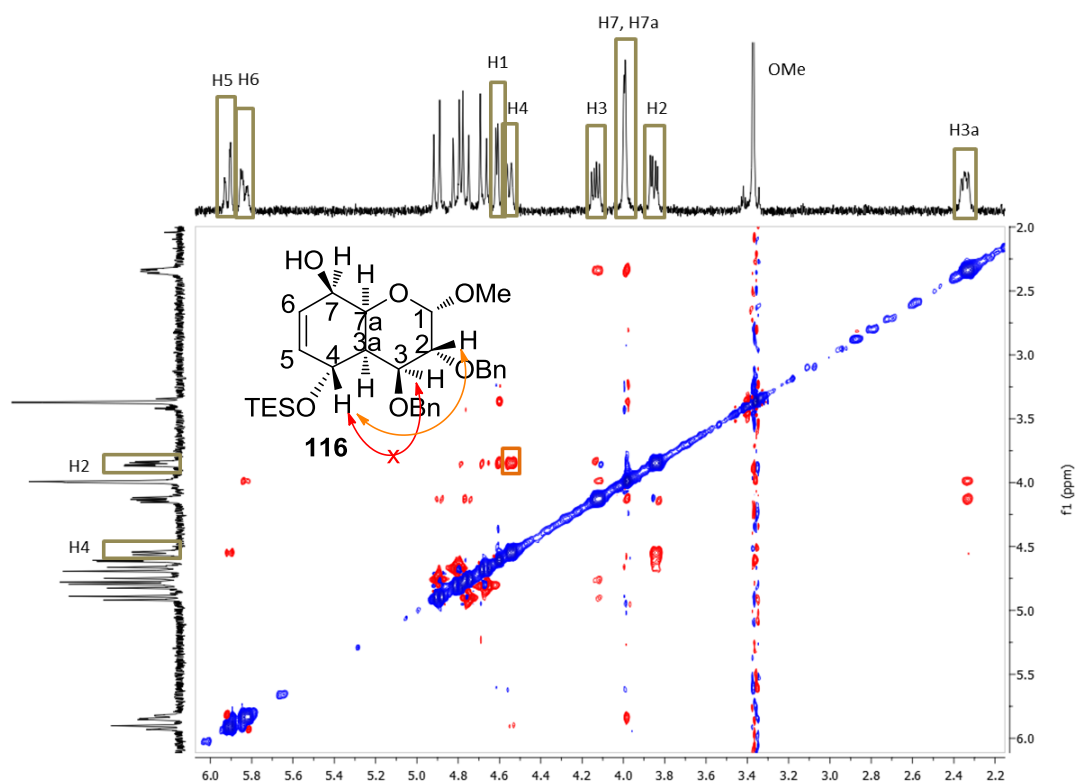 H7, H7a
H5 H6
H1
H4
H3
H2
OMe
H3a
HO
H
H
O
OMe
6
7
7a
1
3a
2
H
5
4
3
H
OBn
H
TESO
H
OBn
116
x
H2
H4
2.0
2.5
3.0
3.5
4.0
4.5
5.0
5.5
6.0
f1 (ppm)
6.0 5.8 5.6 5.4 5.2 5.0 4.8 4.6 4.4 4.2 4.0 3.8 3.6 3.4 3.2 3.0 2.8 2.6 2.4 2.2